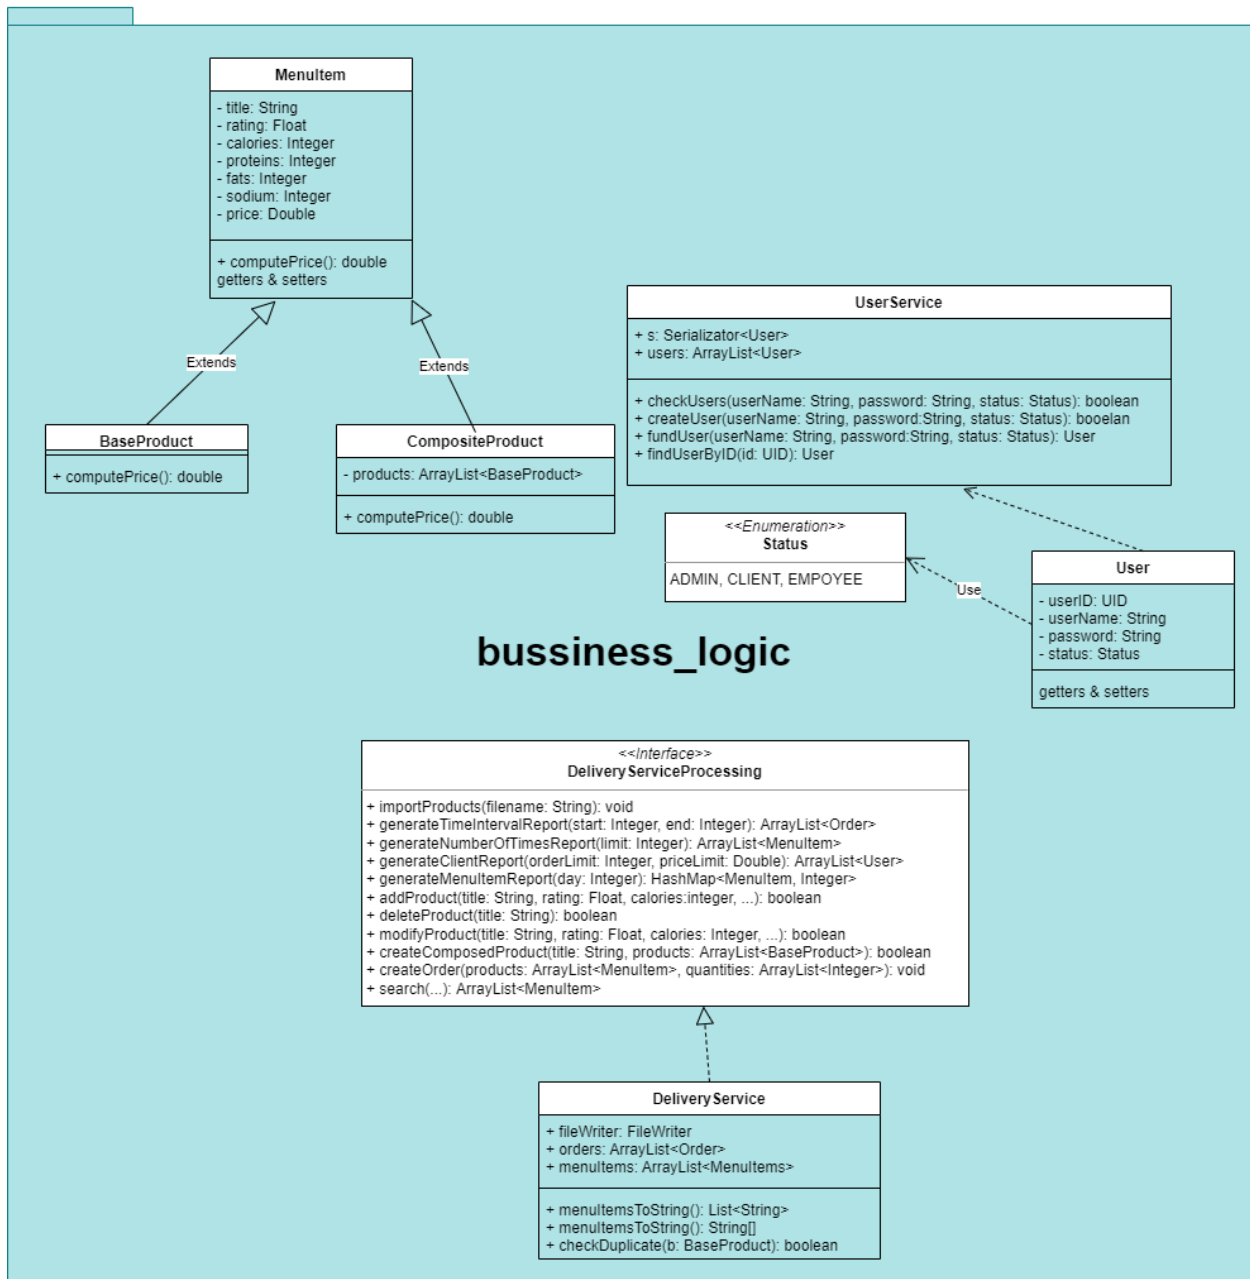 MenuItem
- title: String
- rating: Float
- calories: Integer
- proteins: Integer
- fats: Integer
- sodium: Integer
- price: Double
+ computePrice(): double
getters & setters
Extends
Extends
BaseProduct
+ computePrice(): double
CompositeProduct
- products: ArrayList<BaseProduct>
+ computePrice(): double
UserService
+ s: Serializator<User>
+ users: ArrayList<User>
+ checkUsers(userName: String, password: String, status: Status): boolean
+ createUser(userName: String, password:String, status: Status): booelan
+ fundUser(userName: String, password:String, status: Status): User
+ findUserByID(id: UID): User
<<Enumeration>>
Status
ADMIN, CLIENT, EMPOYEE
Use
User
- userID: UID
- userName: String
- password: String
- status: Status
getters & setters
bussiness_logic
<<Interface>>
DeliveryServiceProcessing
+ importProducts(filename: String): void
+ generateTimeIntervalReport(start: Integer, end: Integer): ArrayList<Order>
+ generateNumberOfTimesReport(limit: Integer): ArrayList<MenuItem>
+ generateClientReport(orderLimit: Integer, priceLimit: Double): ArrayList<User>
+ generateMenuItemReport(day: Integer): HashMap<MenuItem, Integer>
+ addProduct(title: String, rating: Float, calories:integer, ...): boolean
+ deleteProduct(title: String): boolean
+ modifyProduct(title: String, rating: Float, calories: Integer, ...): boolean
+ createComposedProduct(title: String, products: ArrayList<BaseProduct>): boolean
+ createOrder(products: ArrayList<MenuItem>, quantities: ArrayList<Integer>): void
+ search(...): ArrayList<MenuItem>
DeliveryService
+ fileWriter: FileWriter
+ orders: ArrayList<Order>
+ menuItems: ArrayList<MenuItems>
+ menuItemsToString(): List<String>
+ menuItemsToString(): String[]
+ checkDuplicate(b: BaseProduct): boolean